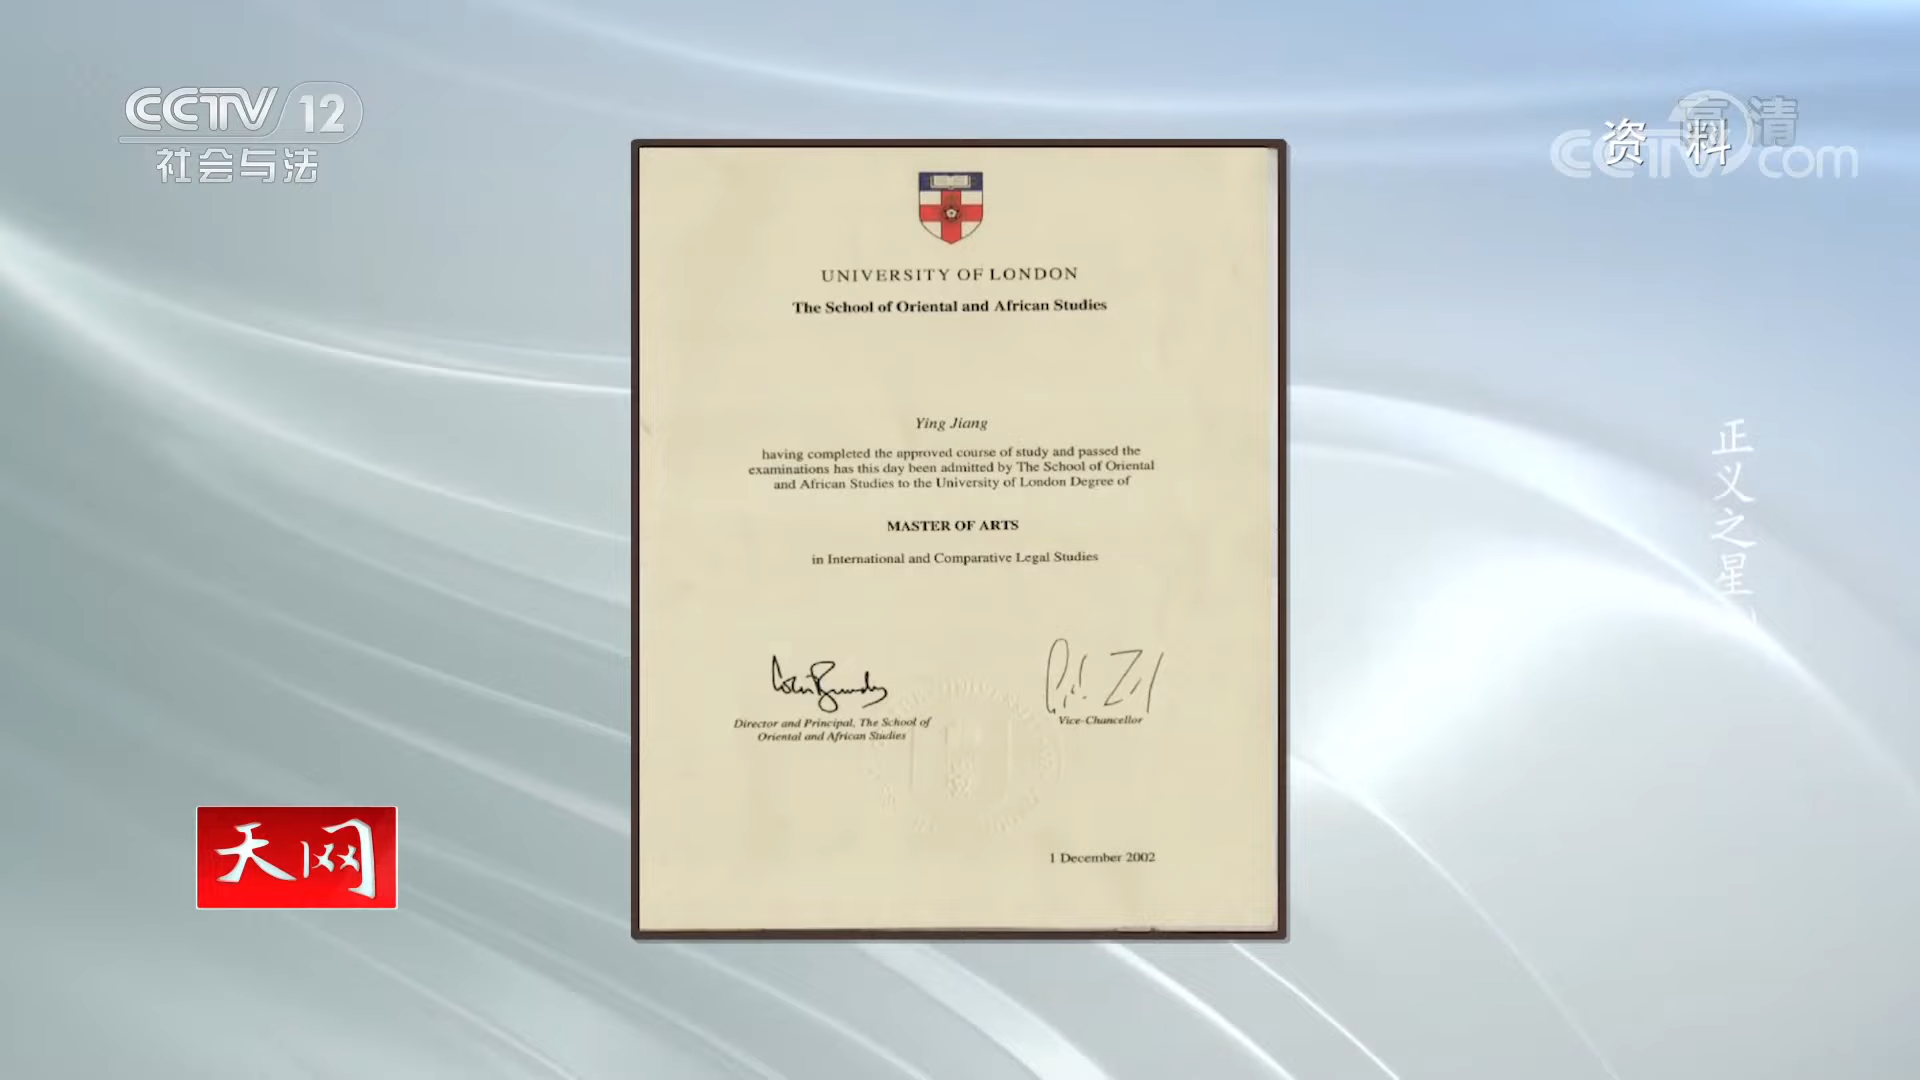 CCTV 12
社会与法
高清
资 料
CCTV.com
UNIVERSITY OF LONDON
The School of Oriental and African Studies
Ying Jiang
having completed the approved course of study and passed the
examinations has this day been admitted by The School of Oriental
and African Studies to the University of London Degree of
MASTER OF ARTS
in International and Comparative Legal Studies
Director and Principal, The School of
Oriental and African Studies
Vice-Chancellor
1 December 2002
正义之星
天网